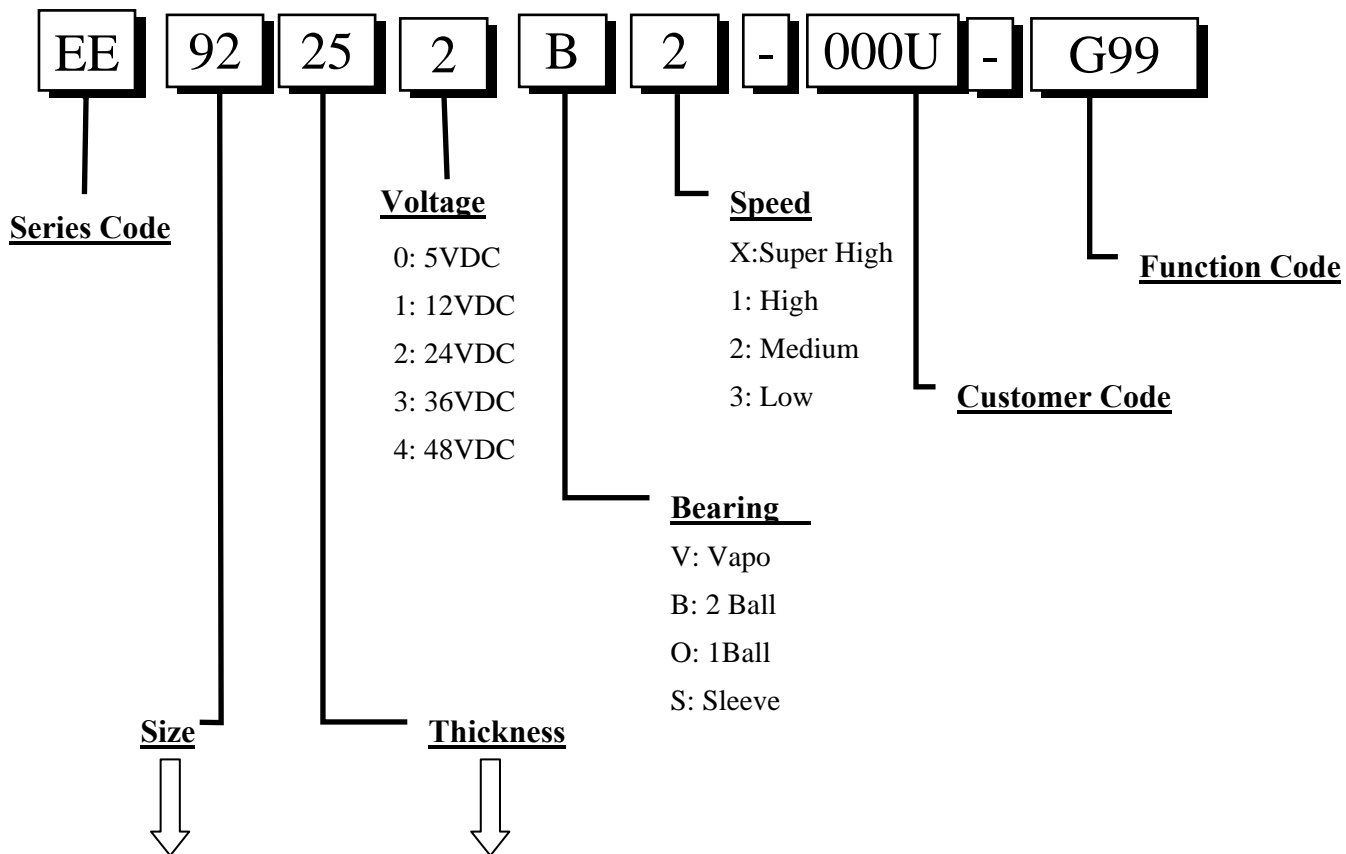 EE 92 25 2 B 2 - 000U - G99
Series Code
Voltage
0: 5VDC
1: 12VDC
2: 24VDC
3: 36VDC
4: 48VDC
Speed
X:Super High
1: High
2: Medium
3: Low
Function Code
Customer Code
Bearing
V: Vapo
B: 2 Ball
O: 1Ball
S: Sleeve
Size
Thickness